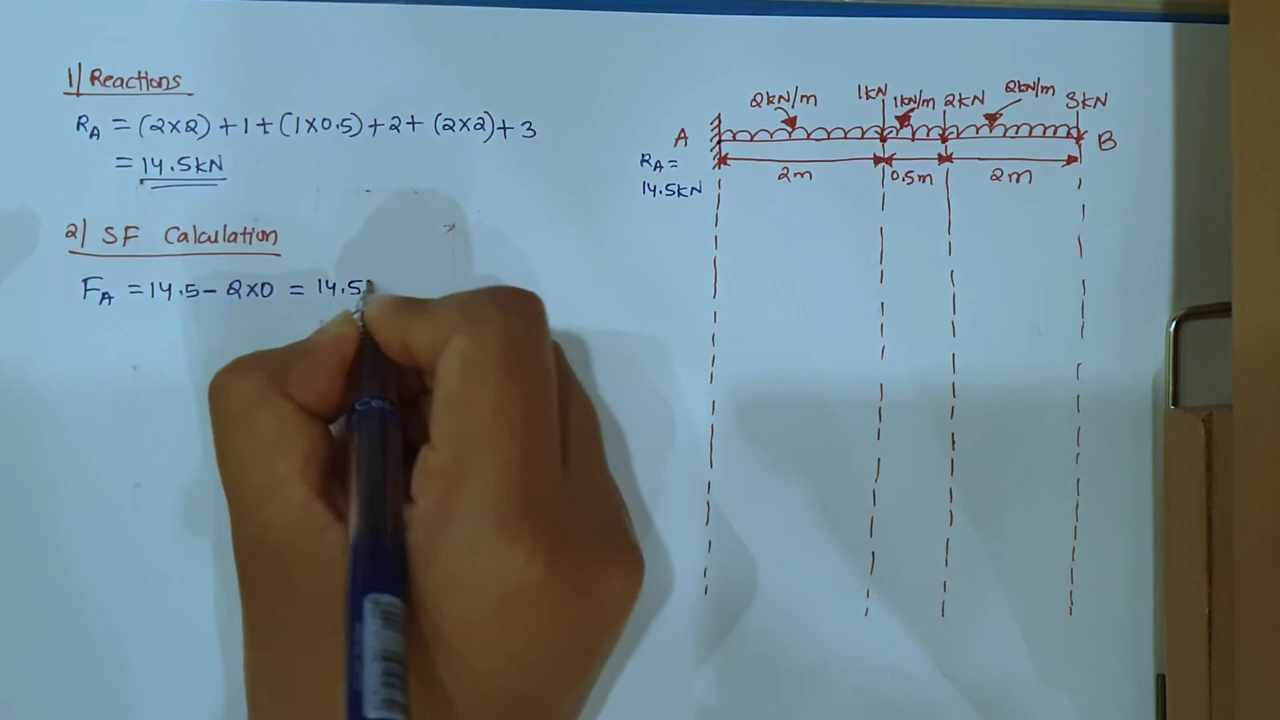 1) Reactions
RA = (2×2) + 1 + (1×0.5) + 2 + (2×2) + 3
= 14.5kN
2) SF Calculation
FA = 14.5 - 2×0 = 14.5
2kN/m 1kN 1kN/m 2kN 2kN/m 3kN
A B
RA =
14.5kN
2m 0.5m 2m